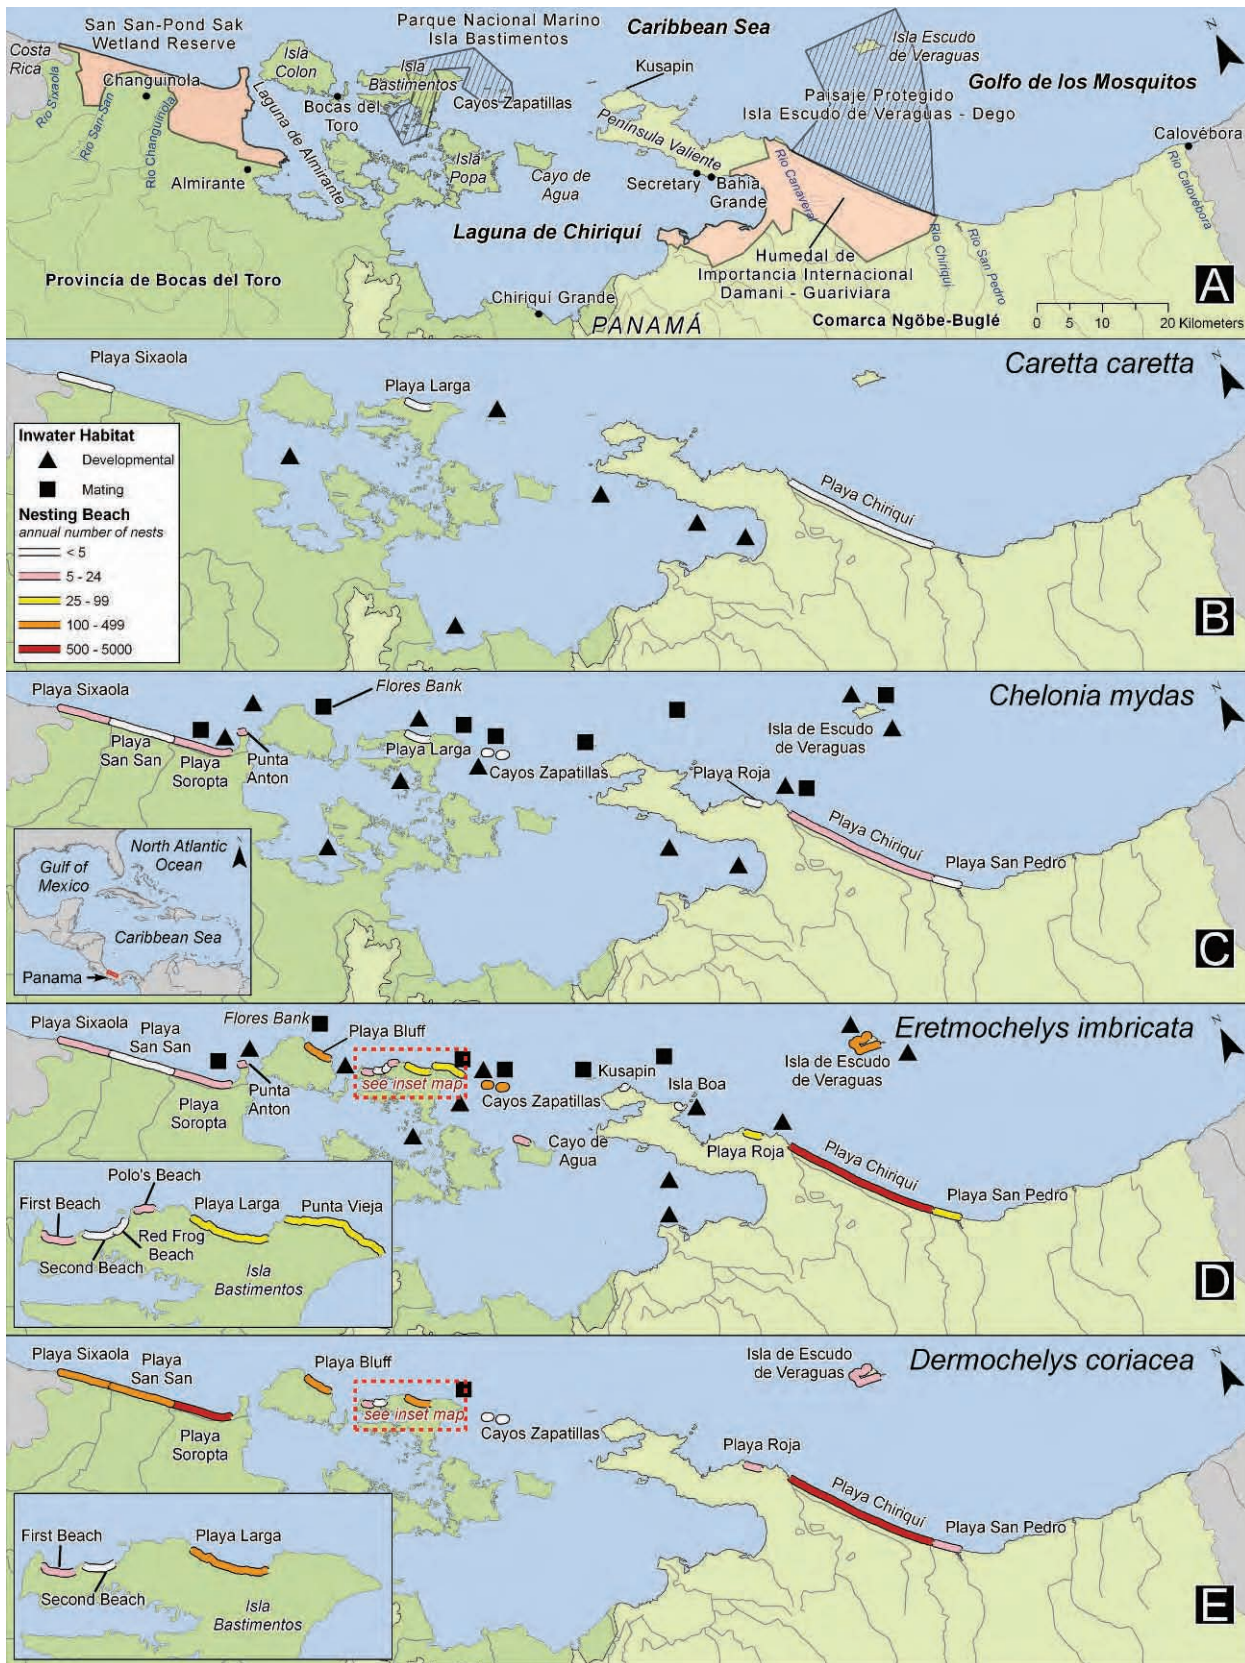 San San-Pond Sak
Wetland Reserve
Parque Nacional Marino
Isla Bastimentos
Caribbean Sea
Isla Escudo
de Veraguas
N
Costa
Rica
Isla
Colon
Isla
Bastimentos
Kusapin
Golfo de los Mosquitos
Changuinola
Bocas del
Toro
Cayos Zapatillas
Paisaje Protegido
Isla Escudo de Veraguas - Dego
Rio Sixaola
Rio San-San
Rio Changuinola
Laguna de Almirante
Peninsula Valiente
Calovébora
Almirante
Isla
Popa
Cayo de
Agua
Secretary
Bahia
Grande
Rio Canaveral
Rio Calovébora
Laguna de Chiriquí
Humedal de
Importancia Internacional
Damani - Guariviara
Rio Chiriqui
Rio San Pedro
Província de Bocas del Toro
Chiriquí Grande
PANAMÁ
Comarca Ngöbe-Buglé
0 5 10 20 Kilometers
A
Playa Sixaola
Playa Larga
Caretta caretta
N
Inwater Habitat
Developmental
Mating
Nesting Beach
annual number of nests
< 5
5 - 24
25 - 99
100 - 499
500 - 5000
Playa Chiriquí
B
Playa Sixaola
Flores Bank
Chelonia mydas
N
Playa
San San
Playa
Soropta
Punta
Anton
Playa Larga
Cayos Zapatillas
Isla de Escudo
de Veraguas
Playa Roja
Playa Chiriquí
Playa San Pedro
North Atlantic
Ocean
Gulf of
Mexico
Caribbean Sea
Panama
C
Playa Sixaola
Playa
San San
Flores Bank
Playa Bluff
Eretmochelys imbricata
N
Playa
Soropta
Punta
Anton
see inset map
Cayos Zapatillas
Kusapin
Isla Boa
Isla de Escudo
de Veraguas
Cayo de
Agua
Playa Roja
Playa Chiriquí
Playa San Pedro
Polo's Beach
First Beach
Playa Larga
Punta Vieja
Red Frog
Beach
Second Beach
Isla
Bastimentos
D
Playa Sixaola
Playa
San San
Playa Bluff
Isla de Escudo
de Veraguas
Dermochelys coriacea
N
Playa
Soropta
see inset map
Cayos Zapatillas
Playa Roja
Playa Chiriquí
Playa San Pedro
First Beach
Playa Larga
Second Beach
Isla
Bastimentos
E